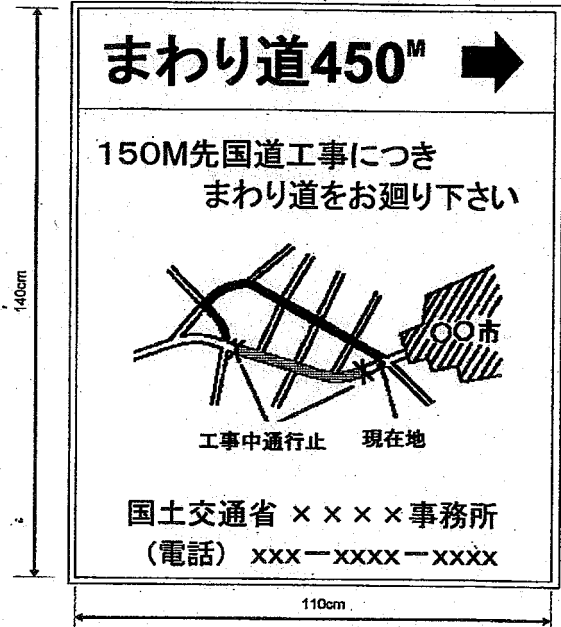 まわり道450M
150M先国道工事につき
まわり道をお廻り下さい
140cm
○○市
工事中通行止 現在地
国土交通省 ××××事務所
(電話) xxx-xxxx-xxxx
110cm